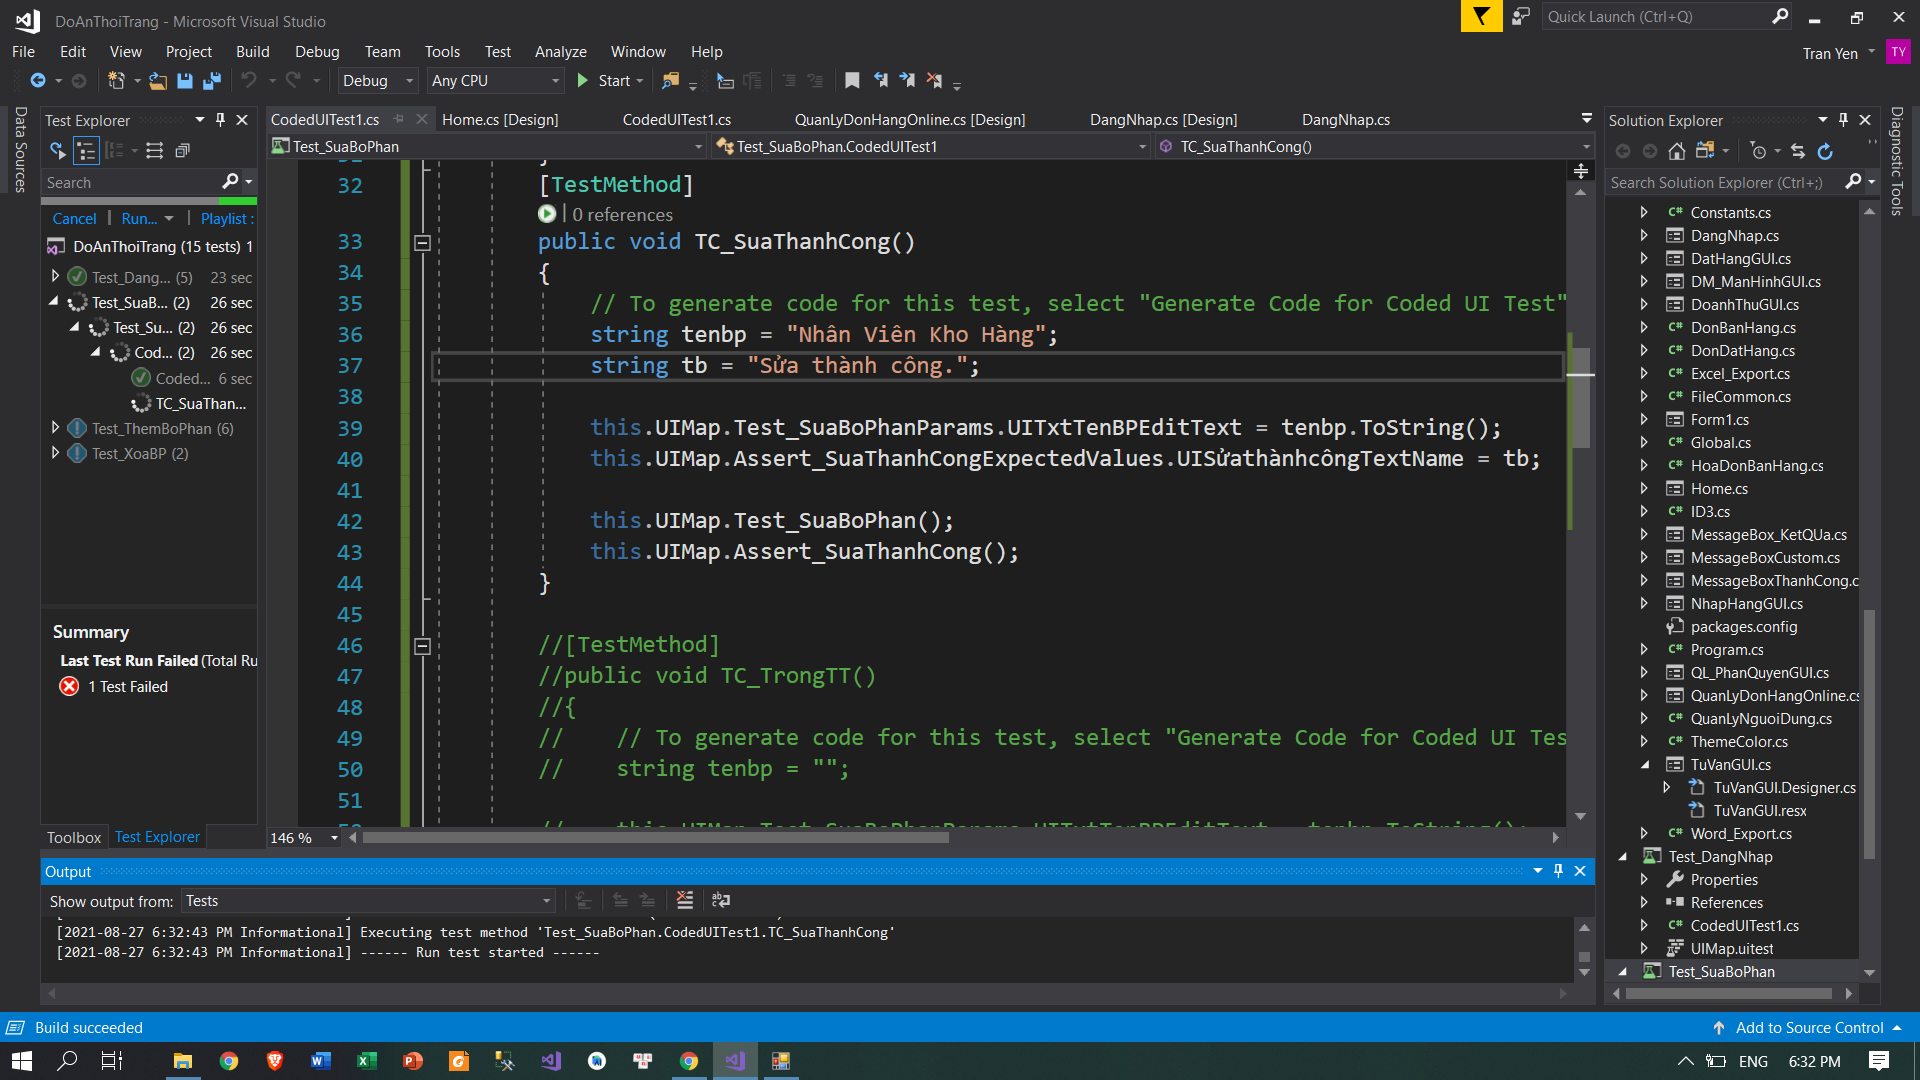 DoAnThoiTrang - Microsoft Visual Studio
Quick Launch (Ctrl+Q)
File Edit View Project Build Debug Team Tools Test Analyze Window Help
Tran Yen TY
Debug Any CPU Start
Data Sources
Test Explorer
Search
Cancel Run... Playlist :
DoAnThoiTrang (15 tests) 1
Test_Dang... (5) 23 sec
Test_SuaB... (2) 26 sec
Test_Su... (2) 26 sec
Cod... (2) 26 sec
Coded... 6 sec
TC_SuaThan...
Test_ThemBoPhan (6)
Test_XoaBP (2)
Summary
Last Test Run Failed (Total Ru
1 Test Failed
Toolbox Test Explorer
CodedUITest1.cs Home.cs [Design] CodedUITest1.cs QuanLyDonHangOnline.cs [Design] DangNhap.cs [Design] DangNhap.cs
Test_SuaBoPhan Test_SuaBoPhan.CodedUITest1 TC_SuaThanhCong()
32 [TestMethod]
0 references
33 public void TC_SuaThanhCong()
34 {
35 // To generate code for this test, select "Generate Code for Coded UI Test"
36 string tenbp = "Nhân Viên Kho Hàng";
37 string tb = "Sửa thành công.";
38
39 this.UIMap.Test_SuaBoPhanParams.UITxtTenBPEditText = tenbp.ToString();
40 this.UIMap.Assert_SuaThanhCongExpectedValues.UISửathànhcôngTextName = tb;
41
42 this.UIMap.Test_SuaBoPhan();
43 this.UIMap.Assert_SuaThanhCong();
44 }
45
46 //[TestMethod]
47 //public void TC_TrongTT()
48 //{
49 // // To generate code for this test, select "Generate Code for Coded UI Tes
50 // string tenbp = "";
51
146 %
Output
Show output from: Tests
[2021-08-27 6:32:43 PM Informational] Executing test method 'Test_SuaBoPhan.CodedUITest1.TC_SuaThanhCong'
[2021-08-27 6:32:43 PM Informational] ------ Run test started ------
Solution Explorer
Search Solution Explorer (Ctrl+;)
C# Constants.cs
DangNhap.cs
DatHangGUI.cs
DM_ManHinhGUI.cs
DoanhThuGUI.cs
C# DonBanHang.cs
C# DonDatHang.cs
C# Excel_Export.cs
C# FileCommon.cs
Form1.cs
C# Global.cs
C# HoaDonBanHang.cs
Home.cs
C# ID3.cs
MessageBox_KetQUa.cs
MessageBoxCustom.cs
MessageBoxThanhCong.c
NhapHangGUI.cs
packages.config
C# Program.cs
QL_PhanQuyenGUI.cs
QuanLyDonHangOnline.cs
C# QuanLyNguoiDung.cs
C# ThemeColor.cs
TuVanGUI.cs
TuVanGUI.Designer.cs
TuVanGUI.resx
C# Word_Export.cs
Test_DangNhap
Properties
References
C# CodedUITest1.cs
UIMap.uitest
Test_SuaBoPhan
Diagnostic Tools
Build succeeded
Add to Source Control
ENG 6:32 PM